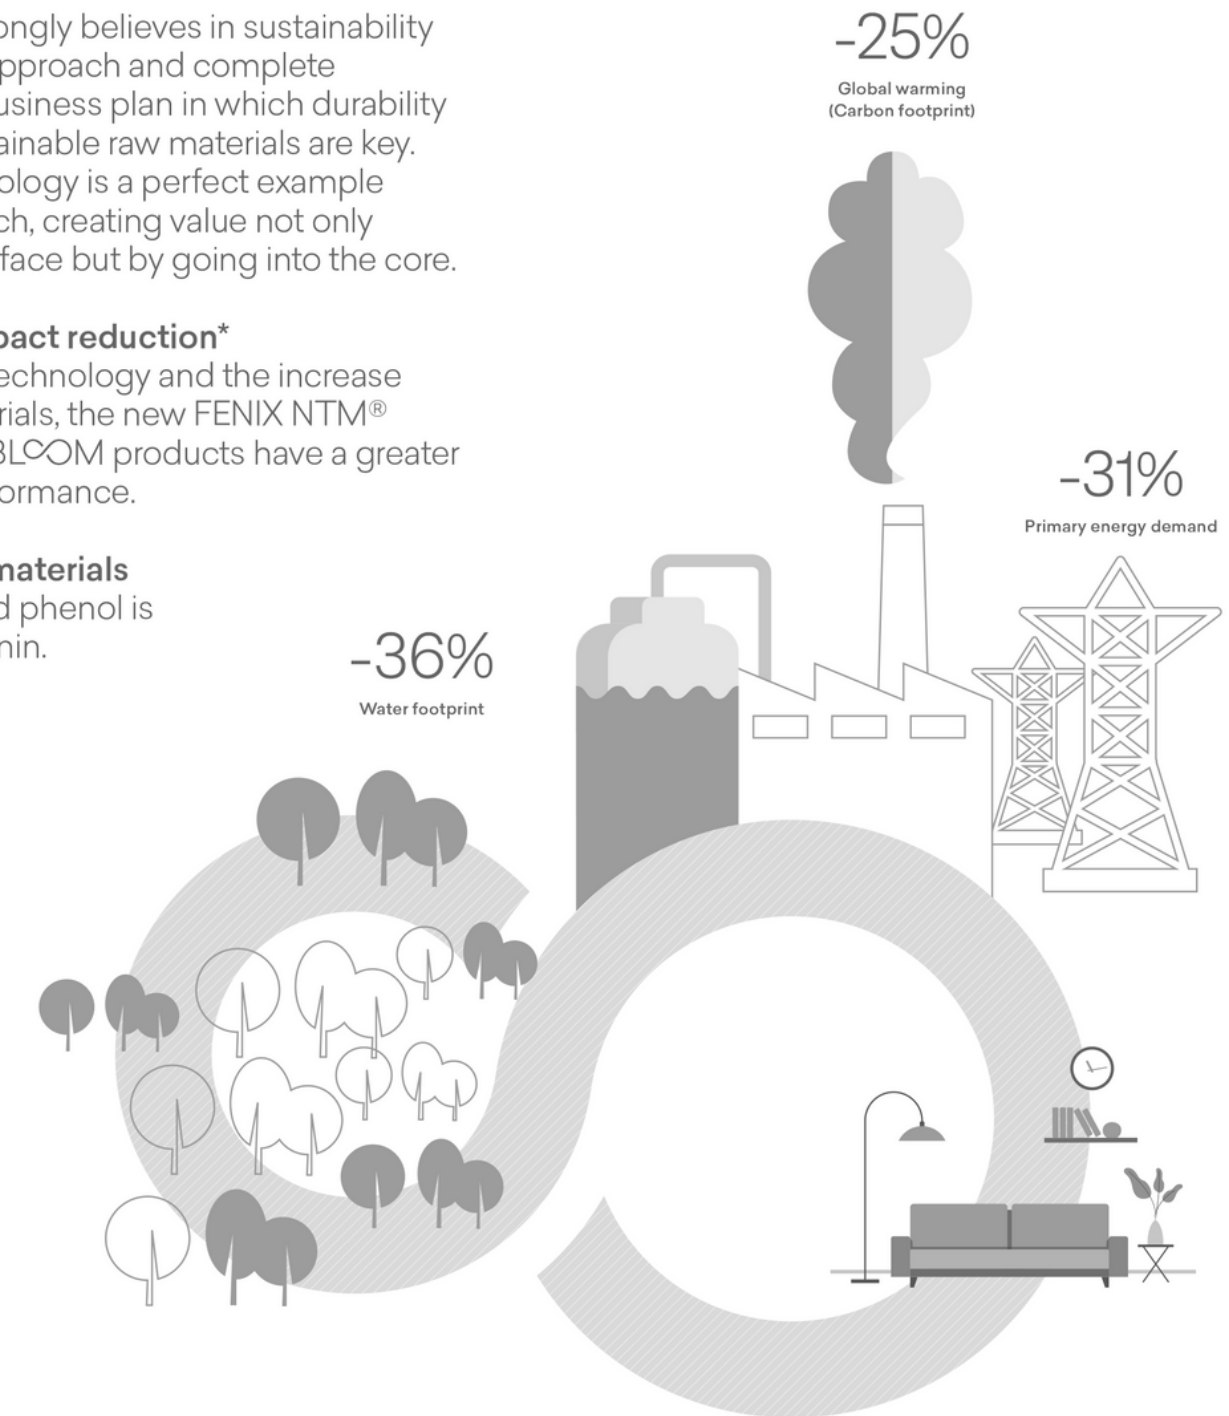 ongly believes in sustainability
pproach and complete
usiness plan in which durability
ainable raw materials are key.
ology is a perfect example
ch, creating value not only
face but by going into the core.
pact reduction*
echnology and the increase
rials, the new FENIX NTM®
BLOOM products have a greater
ormance.
materials
d phenol is
nin.
-25%
Global warming
(Carbon footprint)
-31%
Primary energy demand
-36%
Water footprint